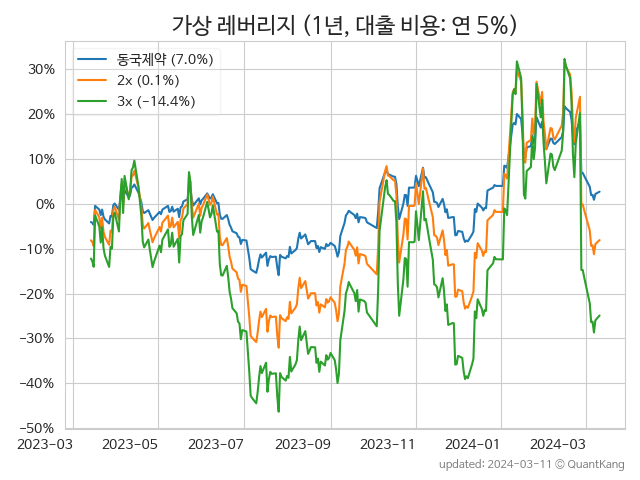 가상 레버리지 (1년, 대출 비용: 연 5%)
동국제약 (7.0%)
2x (0.1%)
3x (−14.4%)
30%
20%
10%
0%
−10%
−20%
−30%
−40%
−50%
2023-03 2023-05 2023-07 2023-09 2023-11 2024-01 2024-03
updated: 2024-03-11 © QuantKang